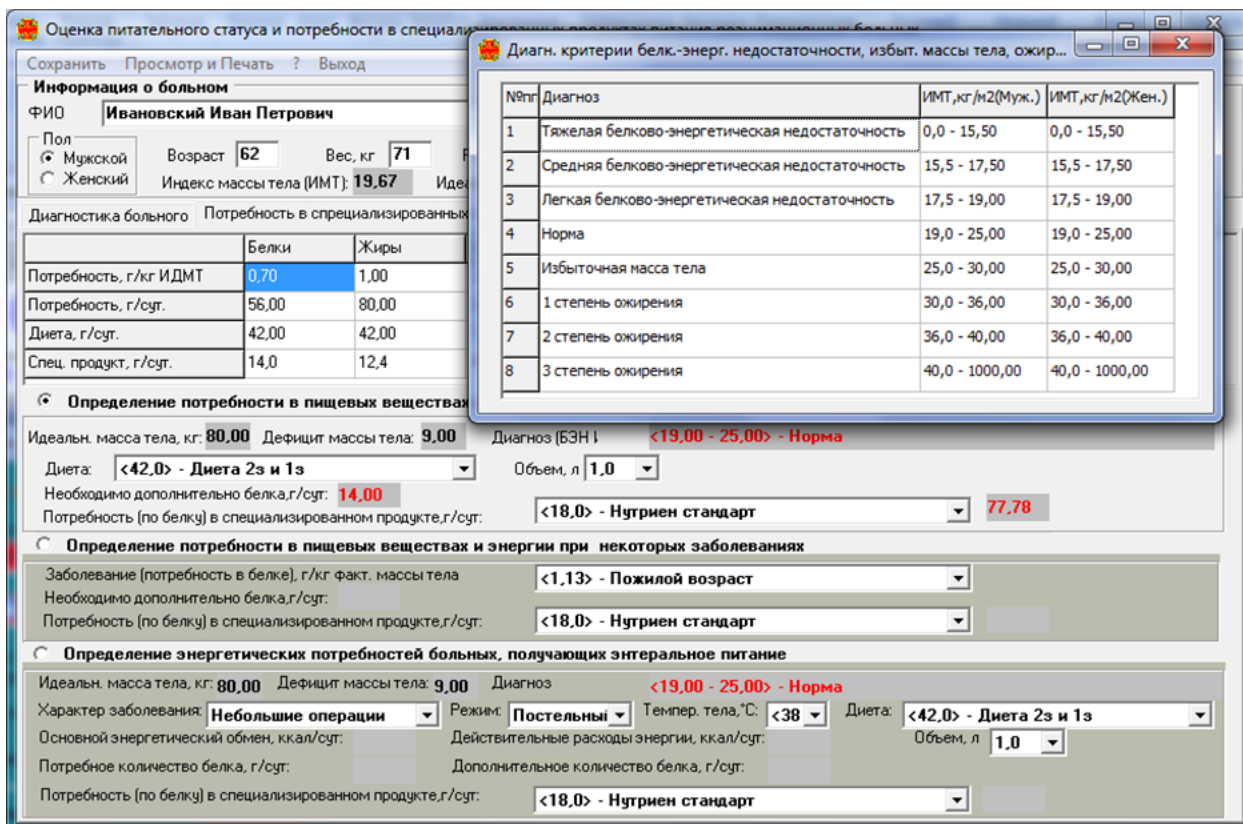 Оценка питательного статуса и потребности в
Сохранить Просмотр и Печать ? Выход
Информация о больном
ФИО Ивановский Иван Петрович
Пол
Мужской
Женский
Возраст 62 Вес, кг 71
Индекс массы тела (ИМТ): 19,67
Диагностика больного Потребность в спрециализированных
Белки Жиры
Потребность, г/кг ИДМТ 0,70 1,00
Потребность, г/сут. 56,00 80,00
Диета, г/сут. 42,00 42,00
Спец. продукт, г/сут. 14,0 12,4
Диагн. критерии белк.-энерг. недостаточности, избыт. массы тела, ожир...
№пп Диагноз ИМТ,кг/м2(Муж.) ИМТ,кг/м2(Жен.)
1 Тяжелая белково-энергетическая недостаточность 0,0 - 15,50 0,0 - 15,50
2 Средняя белково-энергетическая недостаточность 15,5 - 17,50 15,5 - 17,50
3 Легкая белково-энергетическая недостаточность 17,5 - 19,00 17,5 - 19,00
4 Норма 19,0 - 25,00 19,0 - 25,00
5 Избыточная масса тела 25,0 - 30,00 25,0 - 30,00
6 1 степень ожирения 30,0 - 36,00 30,0 - 36,00
7 2 степень ожирения 36,0 - 40,00 36,0 - 40,00
8 3 степень ожирения 40,0 - 1000,00 40,0 - 1000,00
Определение потребности в пищевых веществах
Идеальн. масса тела, кг: 80,00 Дефицит массы тела: 9,00 Диагноз (БЭН <19,00 - 25,00> - Норма
Диета: <42,0> - Диета 2з и 1з Объем, л 1,0
Необходимо дополнительно белка,г/сут: 14,00
Потребность (по белку) в специализированном продукте,г/сут: <18,0> - Нутриен стандарт 77,78
Определение потребности в пищевых веществах и энергии при некоторых заболеваниях
Заболевание (потребность в белке), г/кг факт. массы тела <1,13> - Пожилой возраст
Необходимо дополнительно белка,г/сут:
Потребность (по белку) в специализированном продукте,г/сут: <18,0> - Нутриен стандарт
Определение энергетических потребностей больных, получающих энтеральное питание
Идеальн. масса тела, кг: 80,00 Дефицит массы тела: 9,00 Диагноз <19,00 - 25,00> - Норма
Характер заболевания: Небольшие операции Режим: Постельный Темпер. тела,°С: <38 Диета: <42,0> - Диета 2з и 1з
Основной энергетический обмен, ккал/сут: Действительные расходы энергии, ккал/сут: Объем, л 1,0
Потребное количество белка, г/сут: Дополнительное количество белка, г/сут:
Потребность (по белку) в специализированном продукте,г/сут: <18,0> - Нутриен стандарт